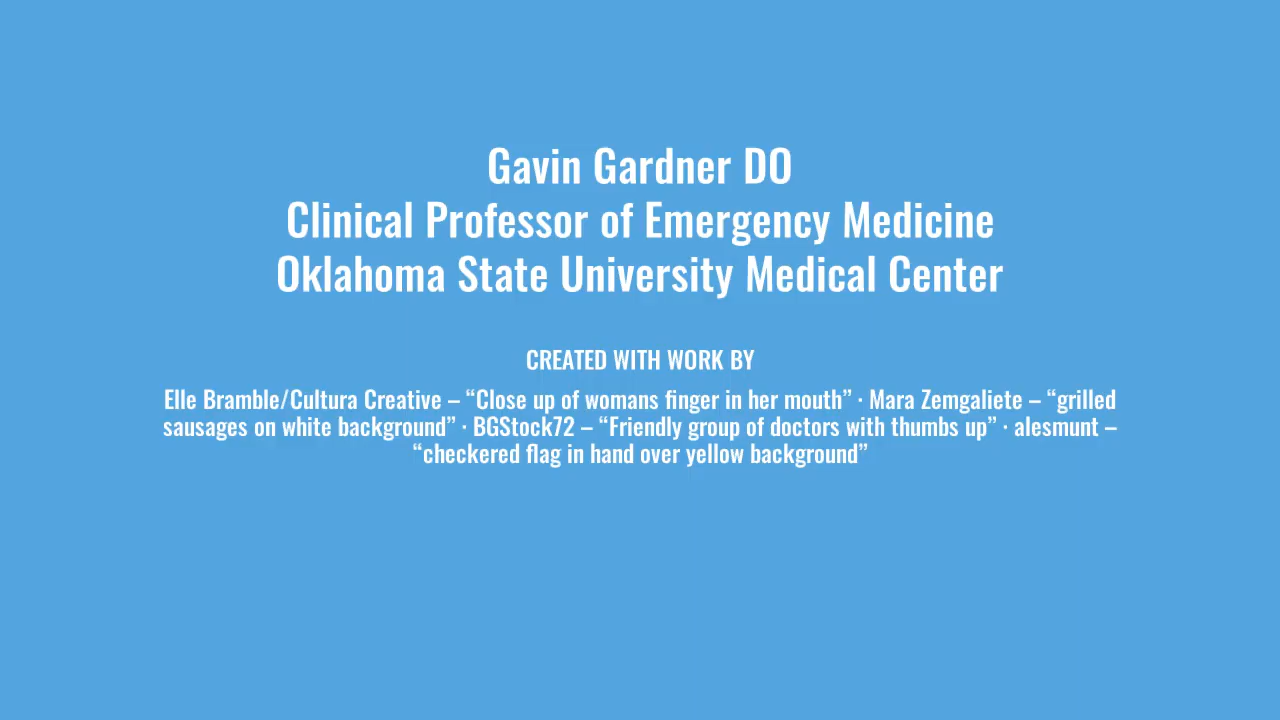 Gavin Gardner DO
Clinical Professor of Emergency Medicine
Oklahoma State University Medical Center
CREATED WITH WORK BY
Elle Bramble/Cultura Creative – “Close up of womans finger in her mouth” · Mara Zemgaliete – “grilled
sausages on white background” · BGStock72 – “Friendly group of doctors with thumbs up” · alesmunt –
“checkered flag in hand over yellow background”